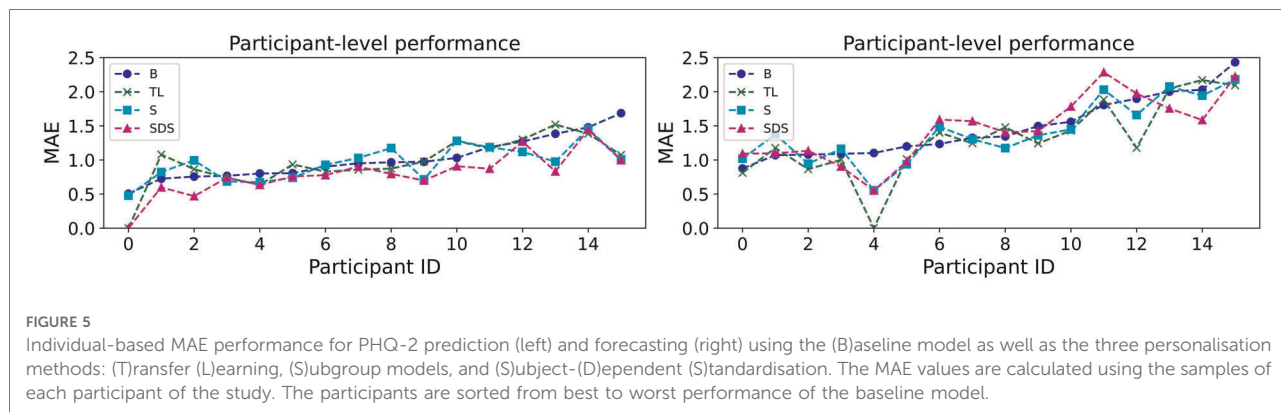 Participant-level performance
2.5
2.0
1.5
1.0
0.5
0.0
MAE
B
TL
S
SDS
0 2 4 6 8 10 12 14
Participant ID
Participant-level performance
2.5
2.0
1.5
1.0
0.5
0.0
MAE
B
TL
S
SDS
0 2 4 6 8 10 12 14
Participant ID
FIGURE 5
Individual-based MAE performance for PHQ-2 prediction (left) and forecasting (right) using the (B)aseline model as well as the three personalisation
methods: (T)ransfer (L)earning, (S)ubgroup models, and (S)ubject-(D)ependent (S)tandardisation. The MAE values are calculated using the samples of
each participant of the study. The participants are sorted from best to worst performance of the baseline model.